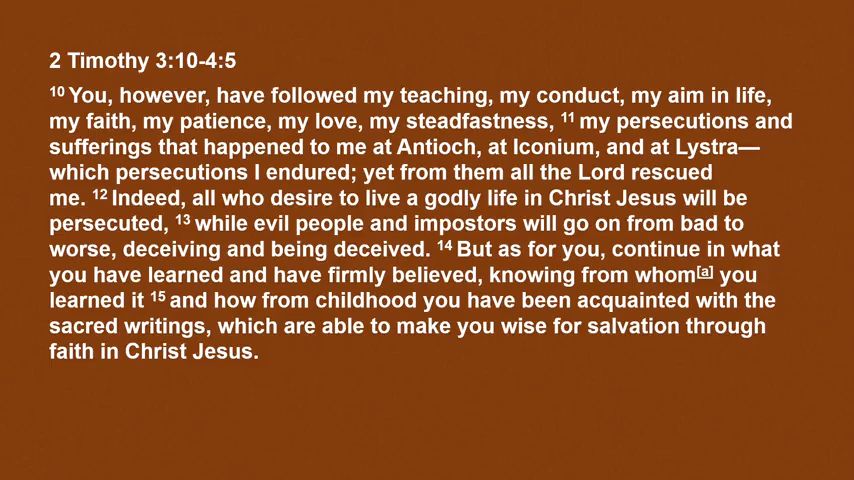 2 Timothy 3:10-4:5
10 You, however, have followed my teaching, my conduct, my aim in life,
my faith, my patience, my love, my steadfastness, 11 my persecutions and
sufferings that happened to me at Antioch, at Iconium, and at Lystra—
which persecutions I endured; yet from them all the Lord rescued
me. 12 Indeed, all who desire to live a godly life in Christ Jesus will be
persecuted, 13 while evil people and impostors will go on from bad to
worse, deceiving and being deceived. 14 But as for you, continue in what
you have learned and have firmly believed, knowing from whom[a] you
learned it 15 and how from childhood you have been acquainted with the
sacred writings, which are able to make you wise for salvation through
faith in Christ Jesus.